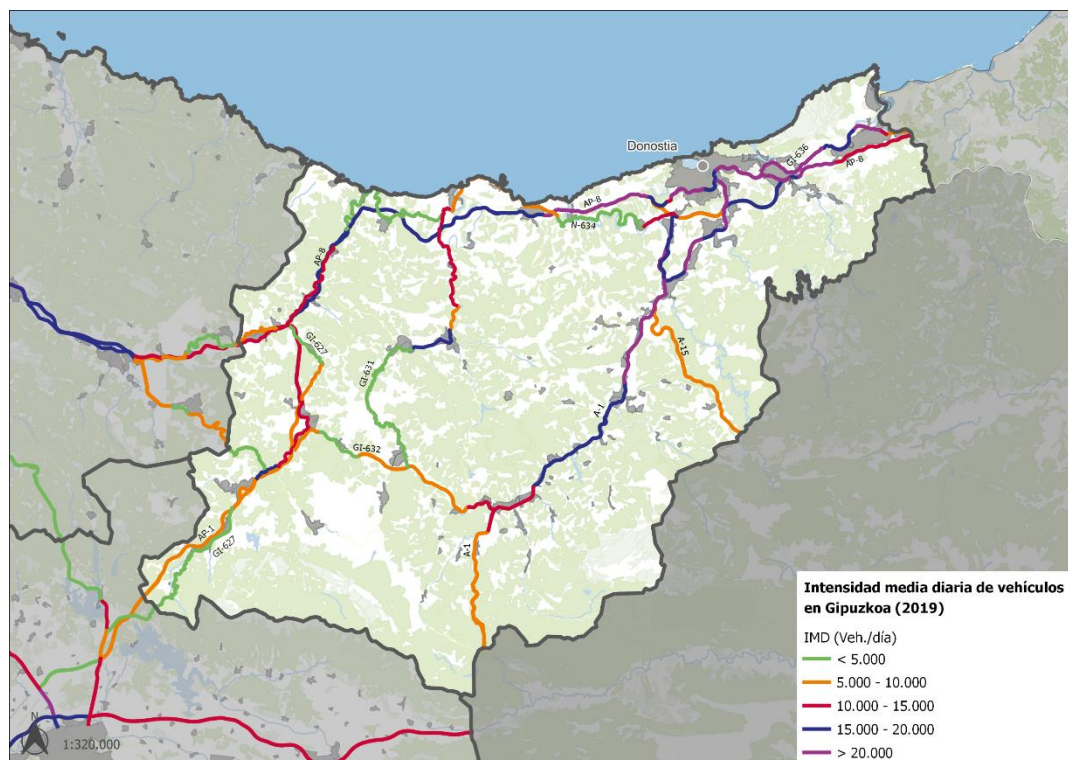 Donostia
GI-636
AP-8
AP-8
N-634
AP-8
GI-627
GI-631
A-15
A-1
GI-632
AP-1
GI-627
A-1
Intensidad media diaria de vehículos
en Gipuzkoa (2019)
IMD (Veh./día)
< 5.000
5.000 - 10.000
10.000 - 15.000
15.000 - 20.000
> 20.000
N
1:320.000